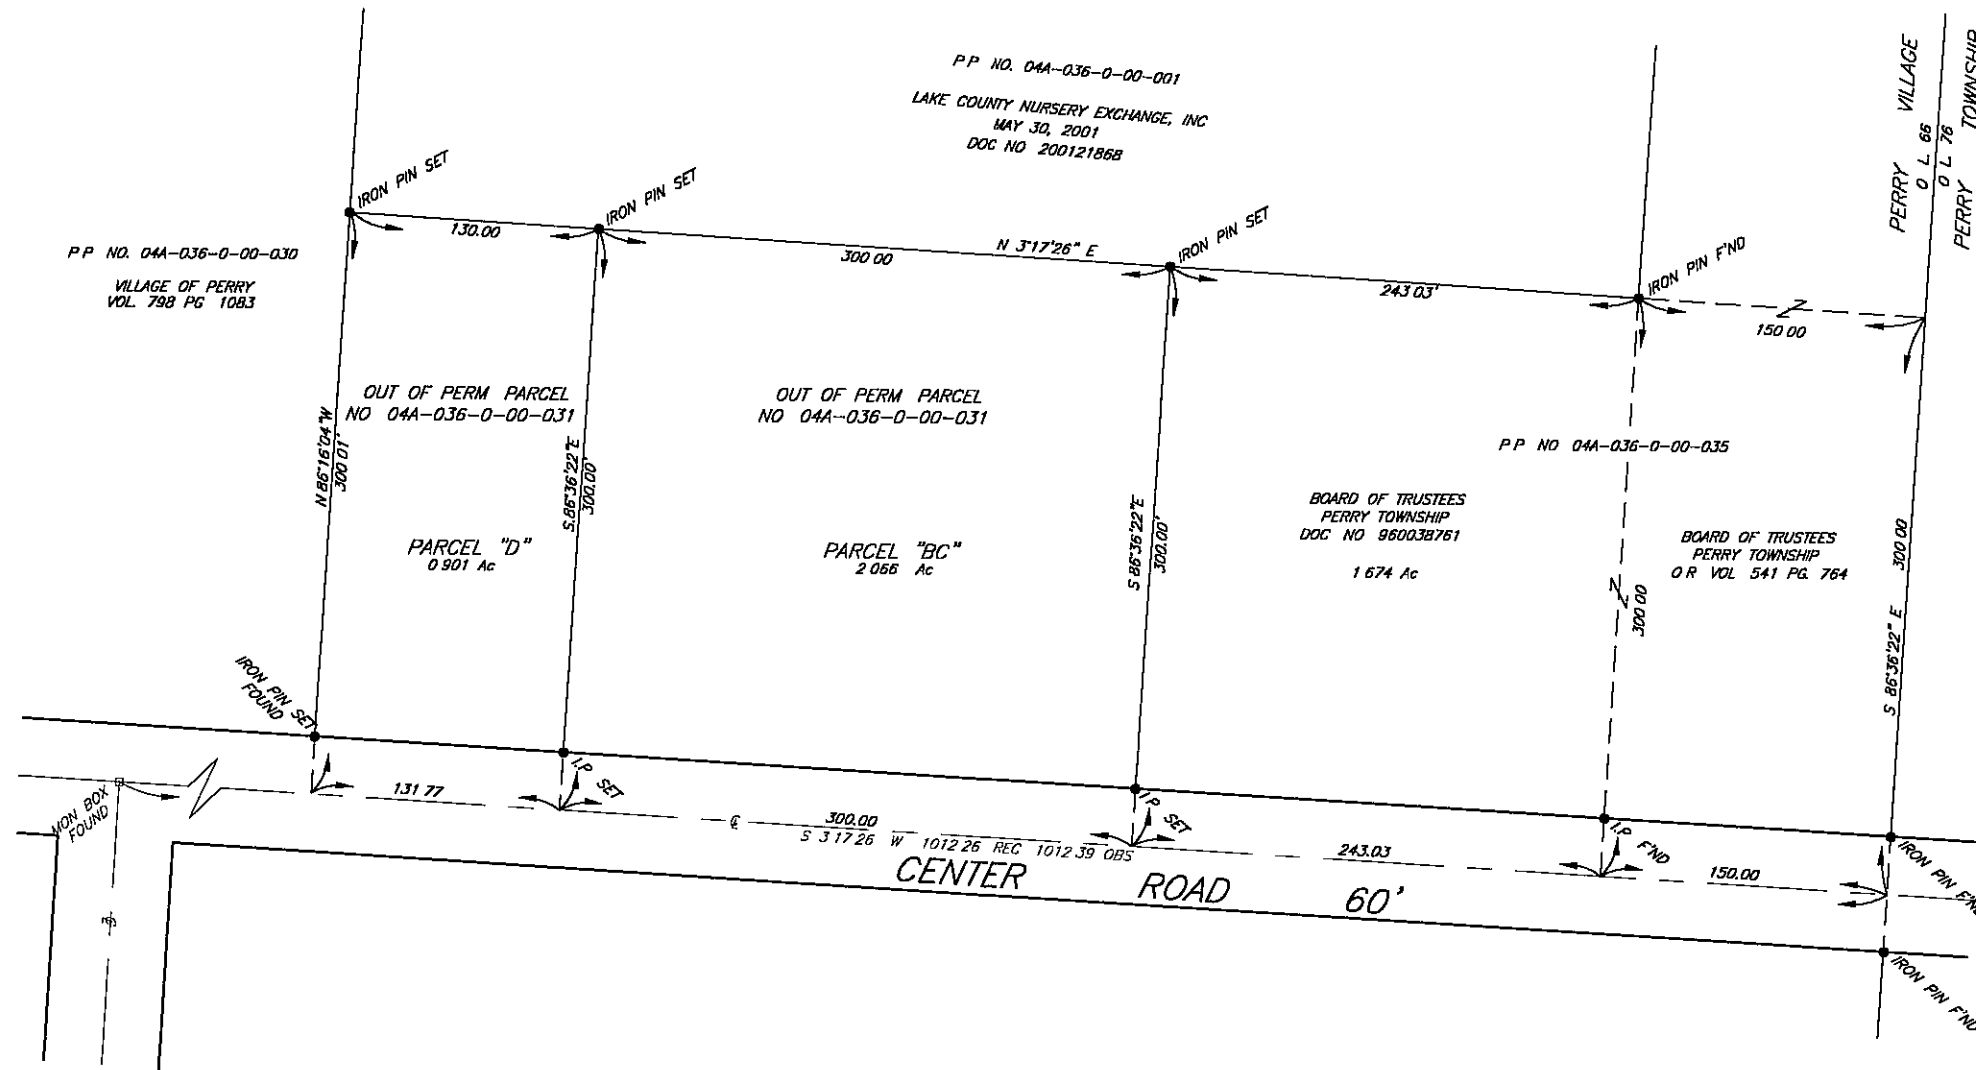 P P NO. 04A-036-0-00-001
LAKE COUNTY NURSERY EXCHANGE, INC
MAY 30, 2001
DOC NO 200121868
PERRY VILLAGE
O L 66
O L 76
PERRY TOWNSHIP
IRON PIN SET
IRON PIN SET
IRON PIN SET
IRON PIN F'ND
130.00
300 00
N 3°17'26" E
243 03'
150 00
P P NO. 04A-036-0-00-030
VILLAGE OF PERRY
VOL. 798 PG 1083
N 86°16'04"W
300 01'
OUT OF PERM PARCEL
NO 04A-036-0-00-031
PARCEL "D"
0 901 Ac
S.86°36'22"E
300.00'
OUT OF PERM PARCEL
NO 04A-036-0-00-031
PARCEL "BC"
2 066 Ac
S 86°36'22"E
300.00'
P P NO 04A-036-0-00-035
BOARD OF TRUSTEES
PERRY TOWNSHIP
DOC NO 960038761
1 674 Ac
300 00
BOARD OF TRUSTEES
PERRY TOWNSHIP
O R VOL 541 PG. 764
S 86°36'22" E 300 00
IRON PIN SET
FOUND
MON BOX
FOUND
131 77
I.P SET
300.00
S 3 17 26 W 1012 26 REC 1012 39 OBS
I P SET
243.03
I.P F'ND
150.00
IRON PIN F'ND
IRON PIN F'ND
CENTER ROAD 60'